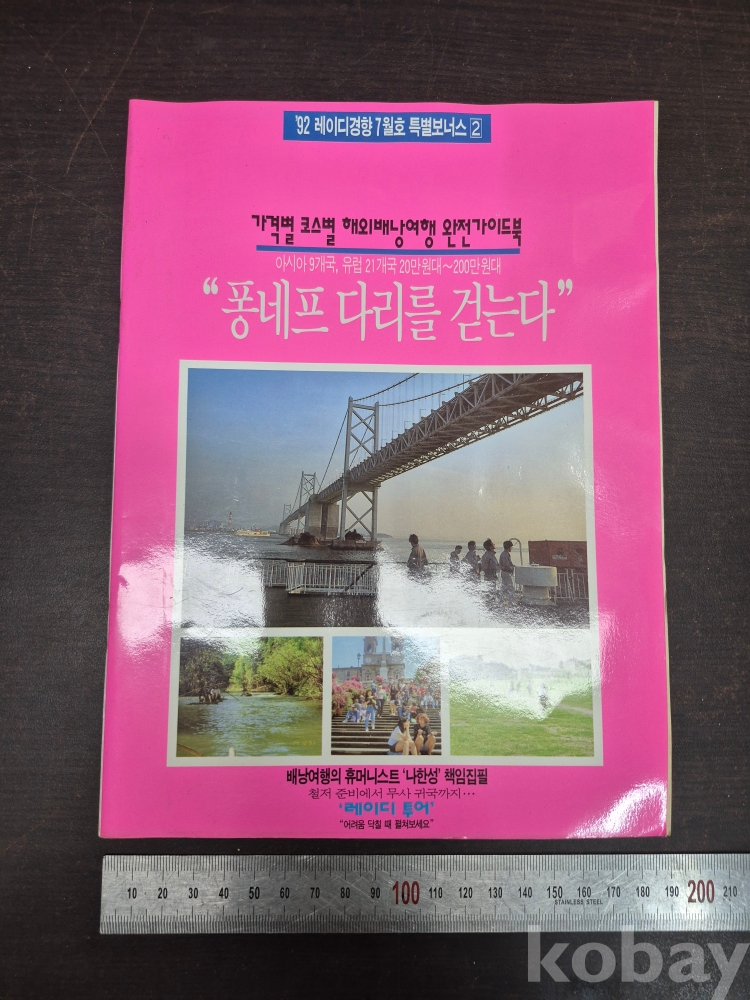 '92 레이디경향 7월호 특별보너스 2
가격별 코스별 해외배낭여행 완전가이드북
아시아 9개국, 유럽 21개국 20만원대~200만원대
“퐁네프 다리를 걷는다”
배낭여행의 휴머니스트 '나한성' 책임집필
철저 준비에서 무사 귀국까지···
'레이디 투어'
“어려움 닥칠 때 펼쳐보세요”
10 20 30 40 50 60 70 80 90 100 110 120 130 140 150 160 170 180 190 200 210
STAINLESS STEEL
kobay